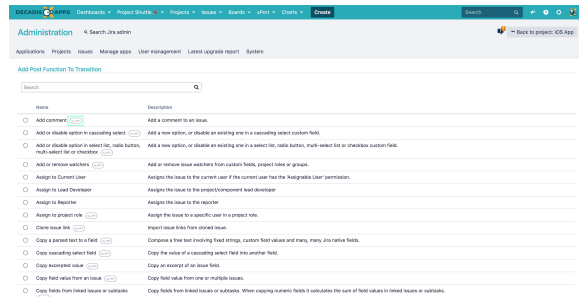 DECADIS APPS Dashboards Project Shuttle Projects Issues Boards xPort Charts Create Search
Administration Search Jira admin Back to project: IDS App
Applications Projects Issues Manage apps User management Latest upgrade report System
Add Post Function To Transition
Search
Name Description
Add comment Add a comment to an issue.
Add or disable option in cascading select Add a new option, or disable an existing one in a cascading select custom field.
Add or disable option in select list, radio button, Add a new option, or disable an existing one in a select list, radio button, multi-select list or checkbox custom field.
multi-select list or checkbox
Add or remove watchers Add or remove issue watchers from custom fields, project roles or groups.
Assign to Current User Assigns the issue to the current user if the current user has the 'Assignable User' permission.
Assign to Lead Developer Assigns the issue to the project/component lead developer
Assign to Reporter Assigns the issue to the reporter
Assign to project role Assign the issue to a specific user in a project role.
Clone issue link Import issue links from cloned issue.
Copy a parsed text to a field Compose a free text involving fixed strings, custom field values and many, many Jira native fields.
Copy cascading select field Copy the value of a cascading select field into another field.
Copy excerpted value Copy an excerpt of an issue field.
Copy field value from an issue Copy field value from one or multiple issues.
Copy fields from linked issues or subtasks Copy fields from linked issues or subtasks. When copying numeric fields it calculates the sum of field values in linked issues or subtasks.